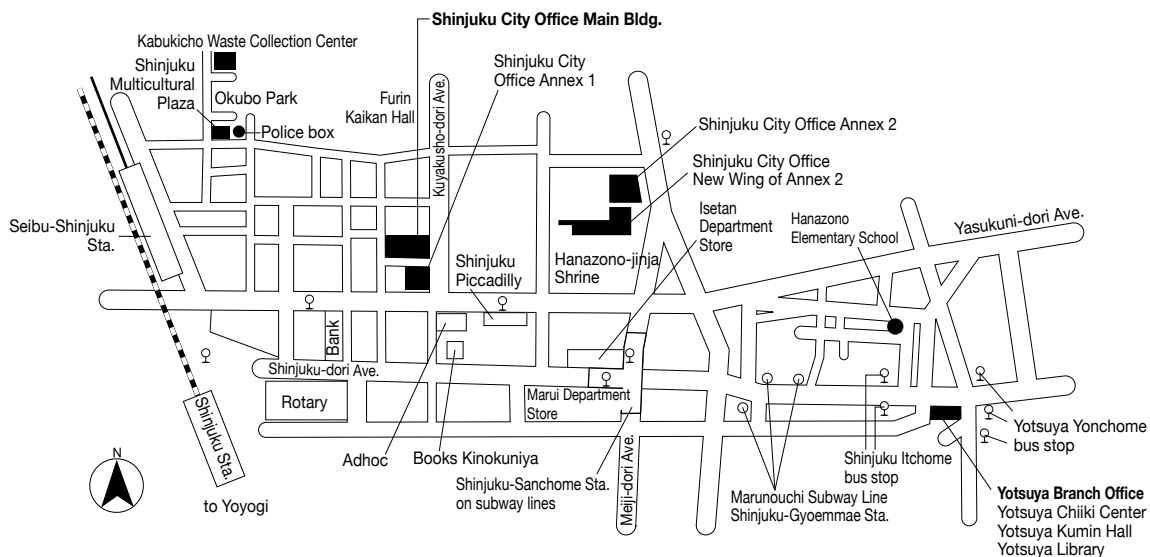 Shinjuku City Office Main Bldg.
Kabukicho Waste Collection Center
Shinjuku
Multicultural
Plaza
Okubo Park
Police box
Furin
Kaikan Hall
Kuyakusho-dori Ave.
Shinjuku City
Office Annex 1
Shinjuku City Office Annex 2
Shinjuku City Office
New Wing of Annex 2
Isetan
Department
Store
Hanazono
Elementary School
Yasukuni-dori Ave.
Seibu-Shinjuku
Sta.
Shinjuku
Piccadilly
Hanazono-jinja
Shrine
Bank
Shinjuku-dori Ave.
Rotary
Marui Department
Store
Shinjuku Sta.
Adhoc
Books Kinokuniya
Shinjuku-Sanchome Sta.
on subway lines
Meiji-dori Ave.
Marunouchi Subway Line
Shinjuku-Gyoemmae Sta.
Shinjuku Itchome
bus stop
Yotsuya Yonchome
bus stop
N
to Yoyogi
Yotsuya Branch Office
Yotsuya Chiiki Center
Yotsuya Kumin Hall
Yotsuya Library